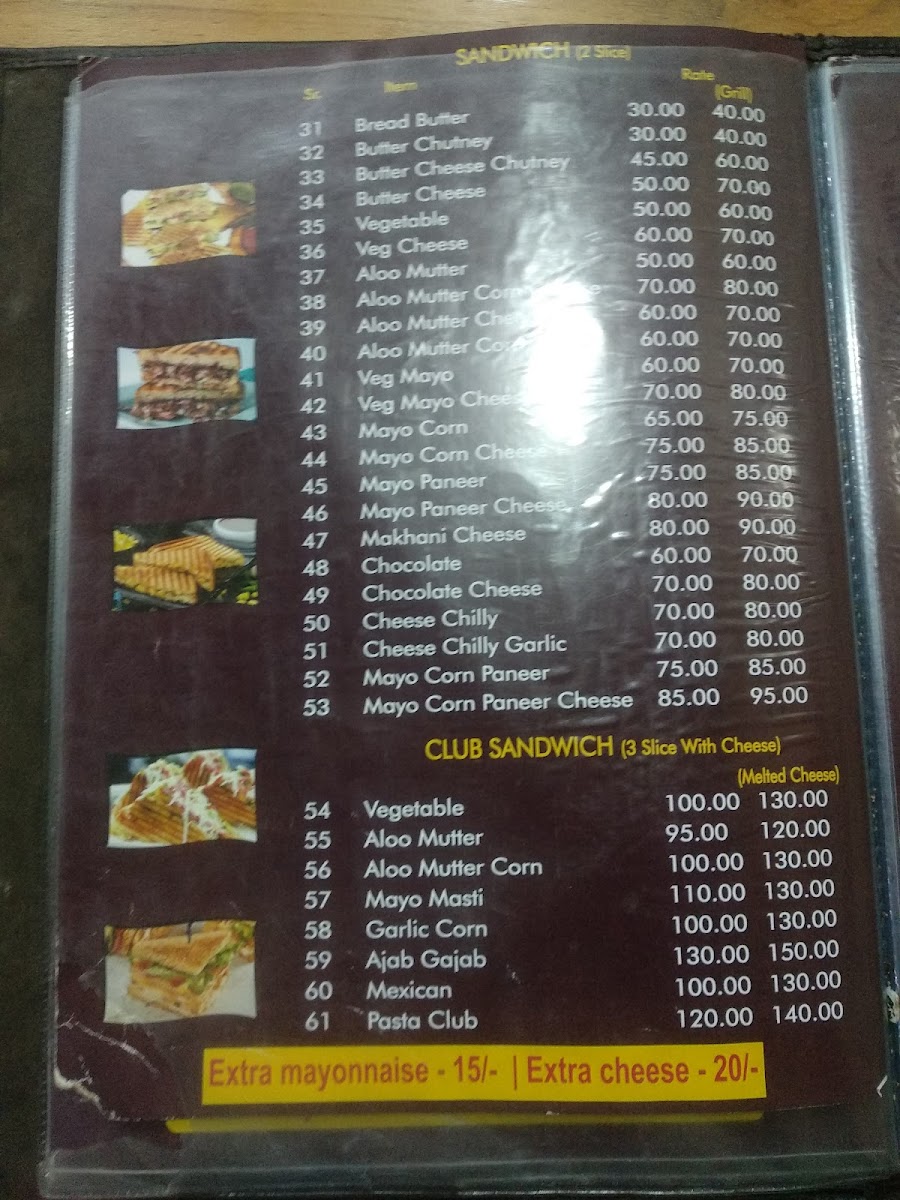 SANDWICH (2 Slice)
Sr. Item Rate (Grill)
31 Bread Butter 30.00 40.00
32 Butter Chutney 30.00 40.00
33 Butter Cheese Chutney 45.00 60.00
34 Butter Cheese 50.00 70.00
35 Vegetable 50.00 60.00
36 Veg Cheese 60.00 70.00
37 Aloo Mutter 50.00 60.00
38 Aloo Mutter Corn 70.00 80.00
39 Aloo Mutter 60.00 70.00
40 Aloo Mutter Corn 60.00 70.00
41 Veg Mayo 60.00 70.00
42 Veg Mayo Cheese 70.00 80.00
43 Mayo Corn 65.00 75.00
44 Mayo Corn Cheese 75.00 85.00
45 Mayo Paneer 75.00 85.00
46 Mayo Paneer Cheese 80.00 90.00
47 Makhani Cheese 80.00 90.00
48 Chocolate 60.00 70.00
49 Chocolate Cheese 70.00 80.00
50 Cheese Chilly 70.00 80.00
51 Cheese Chilly Garlic 70.00 80.00
52 Mayo Corn Paneer 75.00 85.00
53 Mayo Corn Paneer Cheese 85.00 95.00
CLUB SANDWICH (3 Slice With Cheese)
(Melted Cheese)
54 Vegetable 100.00 130.00
55 Aloo Mutter 95.00 120.00
56 Aloo Mutter Corn 100.00 130.00
57 Mayo Masti 110.00 130.00
58 Garlic Corn 100.00 130.00
59 Ajab Gajab 130.00 150.00
60 Mexican 100.00 130.00
61 Pasta Club 120.00 140.00
Extra mayonnaise - 15/- | Extra cheese - 20/-